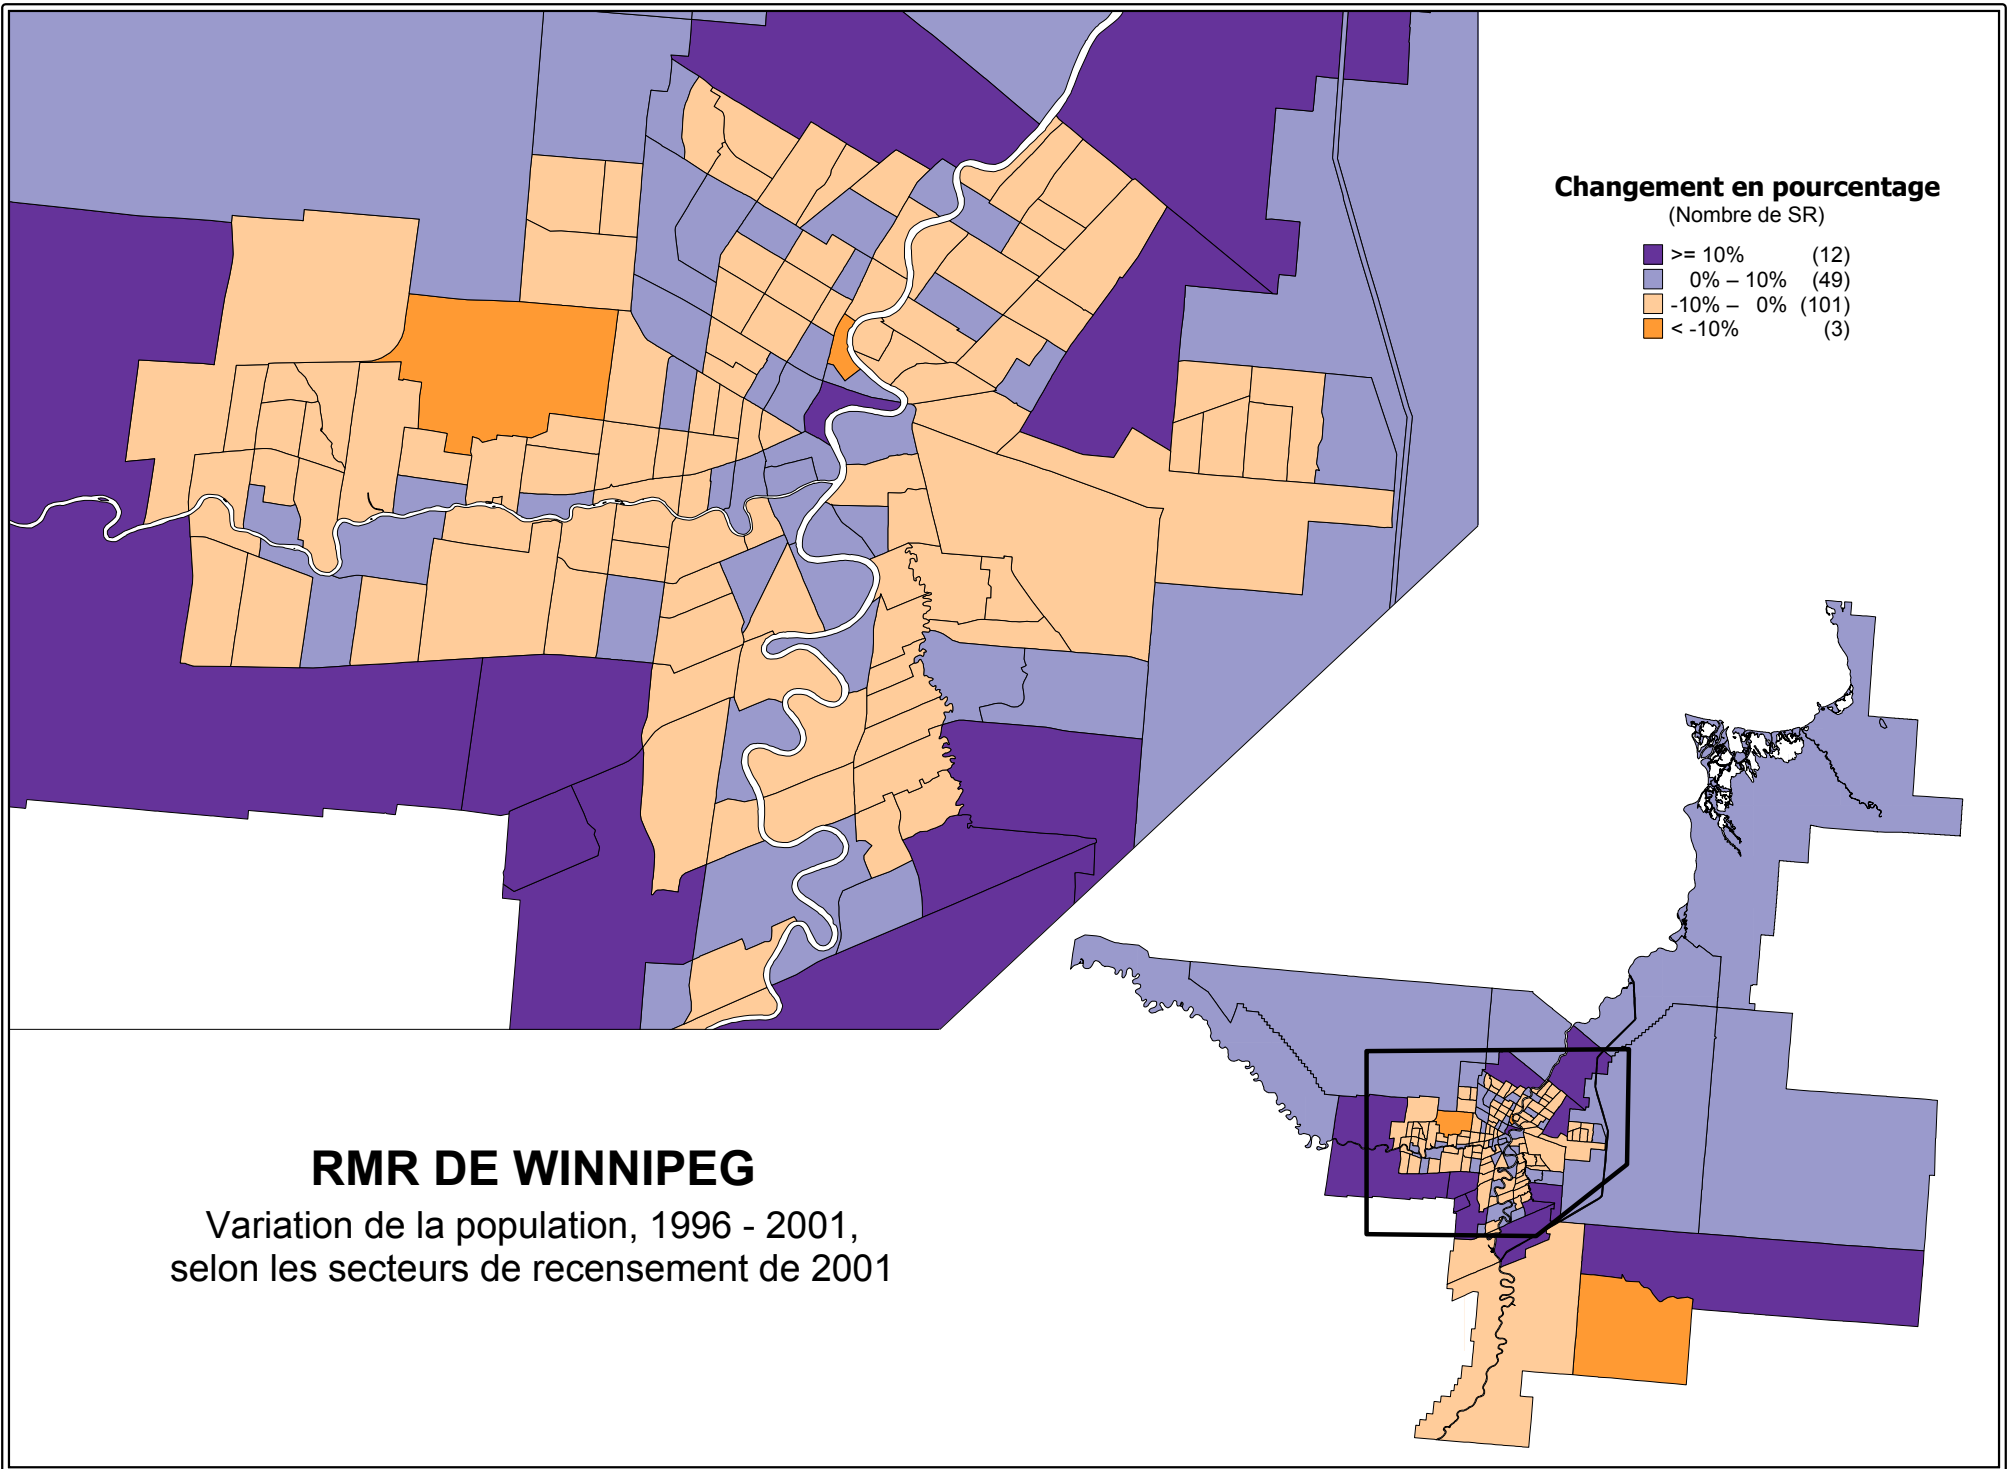 Changement en pourcentage
(Nombre de SR)
>= 10% (12)
0% – 10% (49)
-10% – 0% (101)
< -10% (3)
RMR DE WINNIPEG
Variation de la population, 1996 - 2001,
selon les secteurs de recensement de 2001